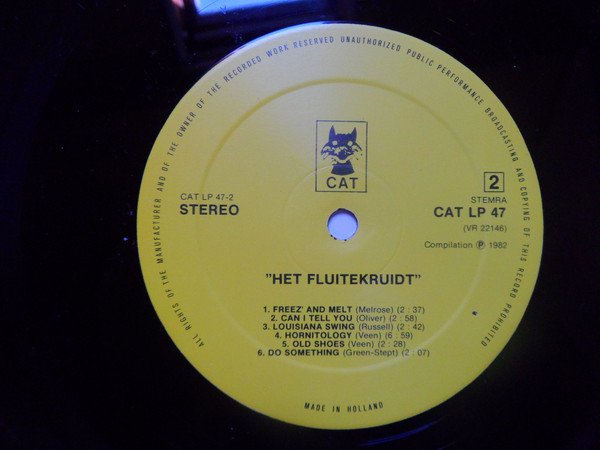 ALL RIGHTS OF THE MANUFACTURER AND OF THE OWNER OF THE RECORDED WORK RESERVED UNAUTHORIZED PUBLIC PERFORMANCE BROADCASTING AND COPYING OF THIS RECORD PROHIBITED
CAT
CAT LP 47-2
STEREO
2
STEMRA
CAT LP 47
(VR 22146)
Compilation Ⓟ 1982
"HET FLUITEKRUIDT"
1. FREEZ' AND MELT (Melrose) (2 : 37)
2. CAN I TELL YOU (Oliver) (2 : 58)
3. LOUISIANA SWING (Russell) (2 : 42)
4. HORNITOLOGY (Veen) (6 : 59)
5. OLD SHOES (Veen) (2 : 28)
6. DO SOMETHING (Green-Stept) (2 : 07)
MADE IN HOLLAND